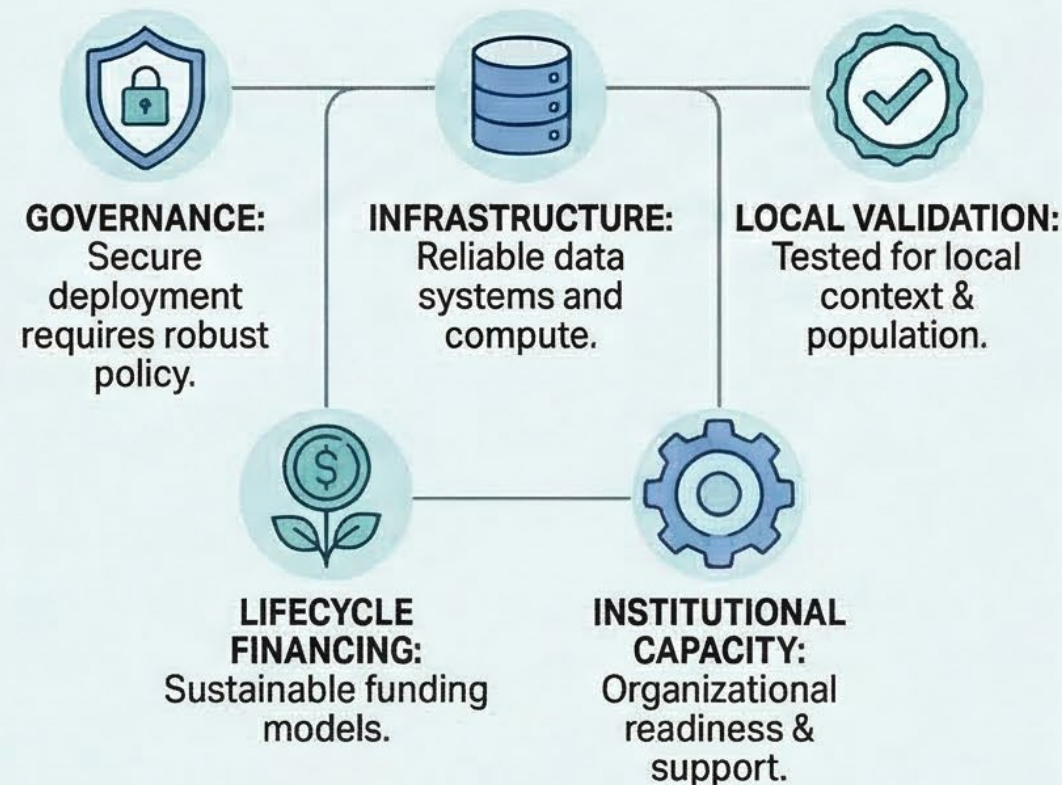 GOVERNANCE:
Secure
deployment
requires robust
policy.
INFRASTRUCTURE:
Reliable data
systems and
compute.
LOCAL VALIDATION:
Tested for local
context &
population.
$
LIFECYCLE
FINANCING:
Sustainable funding
models.
INSTITUTIONAL
CAPACITY:
Organizational
readiness &
support.